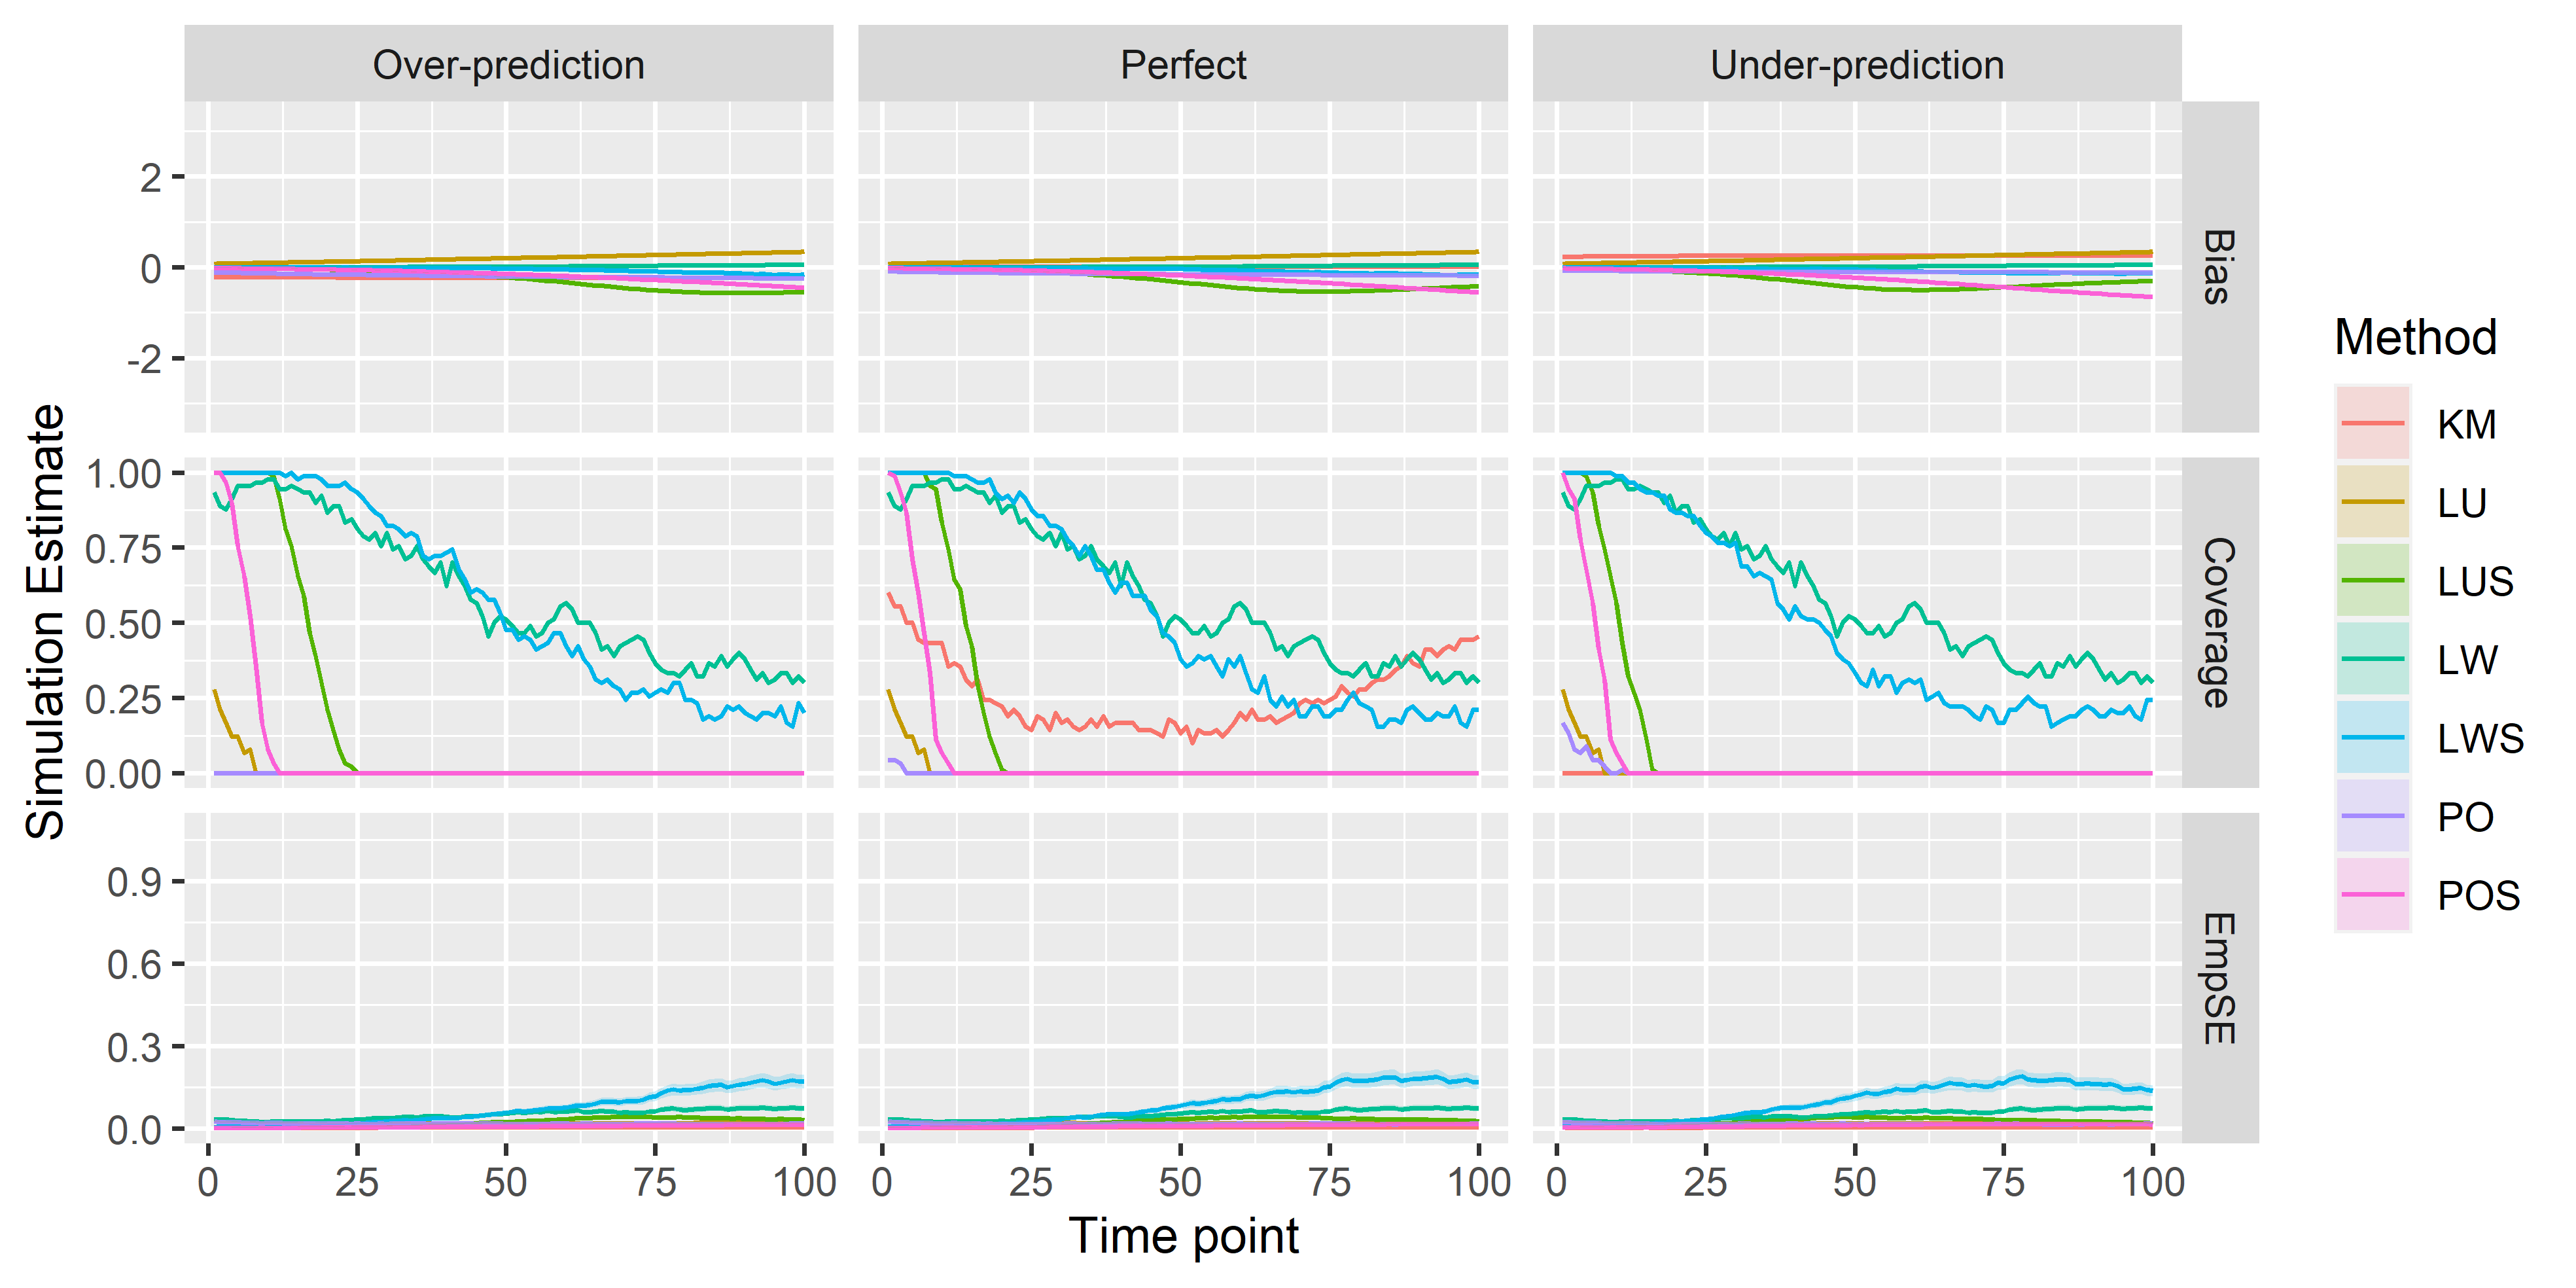 Over-prediction
Perfect
Under-prediction
2
0
-2
Bias
1.00
0.75
0.50
0.25
0.00
Coverage
0.9
0.6
0.3
0.0
EmpSE
0 25 50 75 100
0 25 50 75 100
0 25 50 75 100
Time point
Simulation Estimate
Method
KM
LU
LUS
LW
LWS
PO
POS